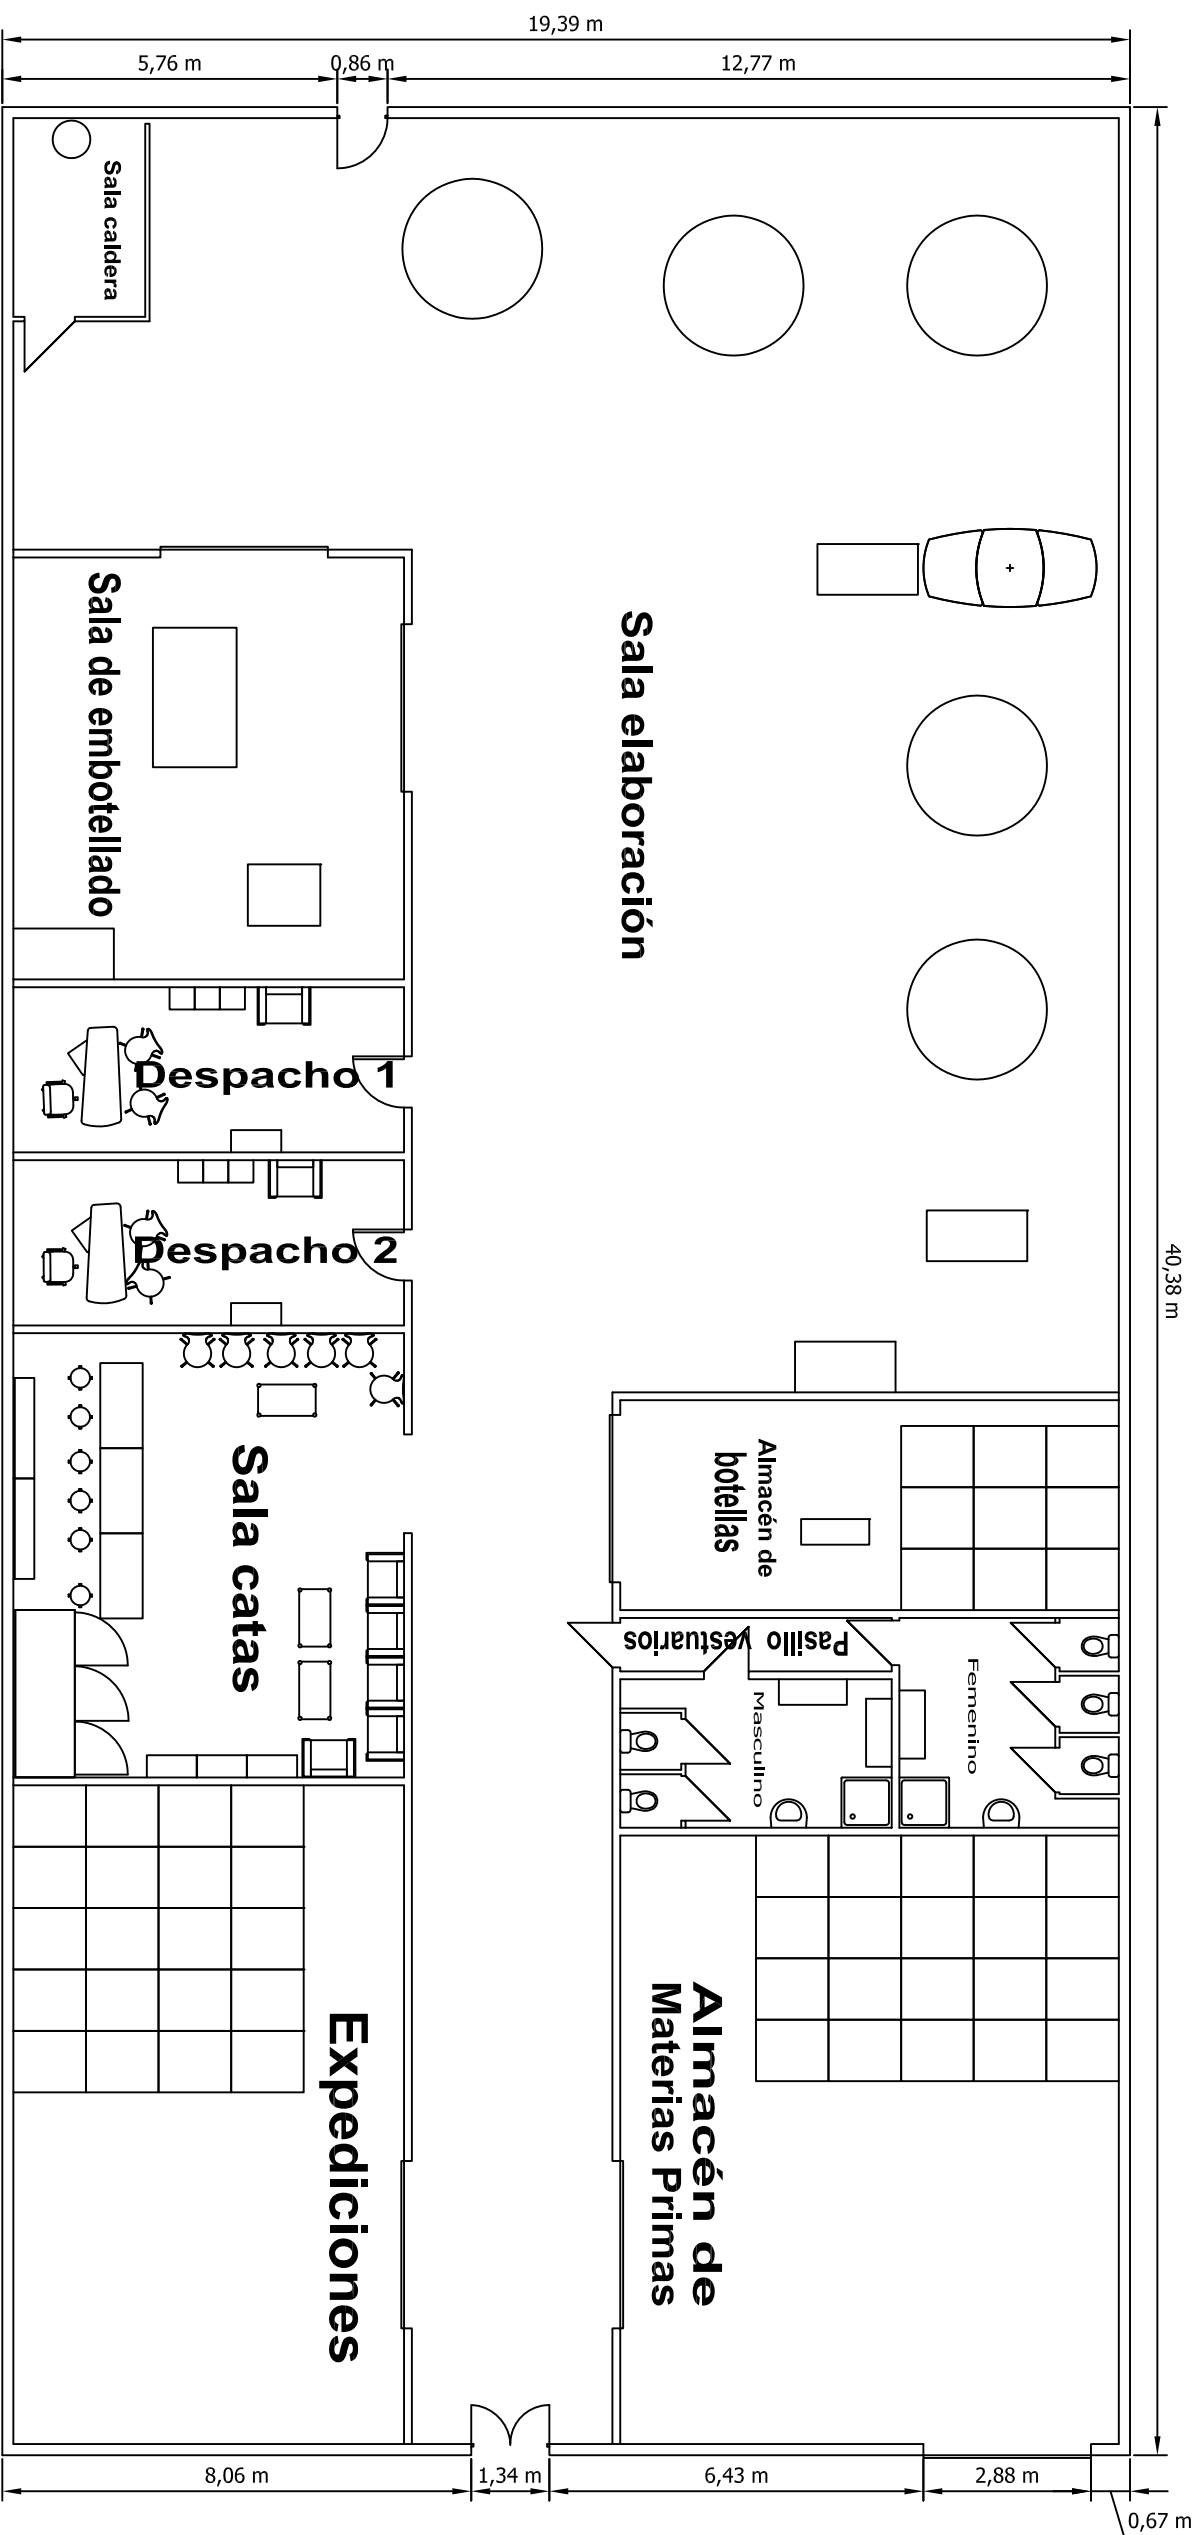 19,39 m
5,76 m
0,86 m
12,77 m
Sala caldera
Sala de embotellado
Sala elaboración
Despacho 1
Despacho 2
40,38 m
Sala catas
Almacén de
botellas
Pasillo vestuarios
Masculino
Femenino
Expediciones
Almacén de
Materias Primas
8,06 m
1,34 m
6,43 m
2,88 m
0,67 m